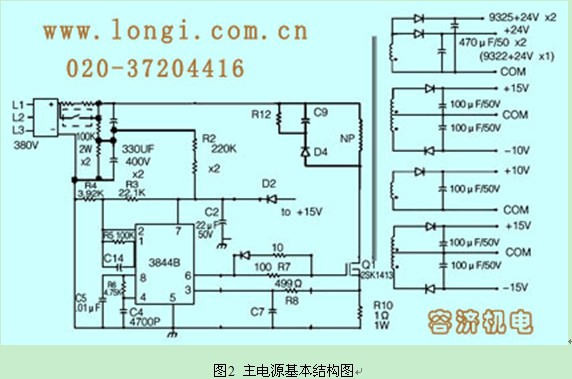 www.longi.com.cn
020-37204416
L1
L2
L3
380V
+
−
100K
2W
x2
330UF
400V
x2
R2
220K
x2
R12
C9
D4
NP
R4
3.92K
R3
22.1K
D2
to +15V
C2
22μF
50V
R5 100K
C14
3844B
2
1
7
8
4
5
6
3
R6
4.75K
C5
.01μF
C4
4700P
10
100 R7
499Ω
R8
C7
Q1
2SK1413
R10
1Ω
1W
9325+24V x2
+24V
470μF/50 x2
(9322+24V x1)
COM
+15V
100μF/50V
COM
100μF/50V
-10V
+10V
100μF/50V
COM
+15V
100μF/50V
COM
100μF/50V
-15V
容济机电
图2 主电源基本结构图